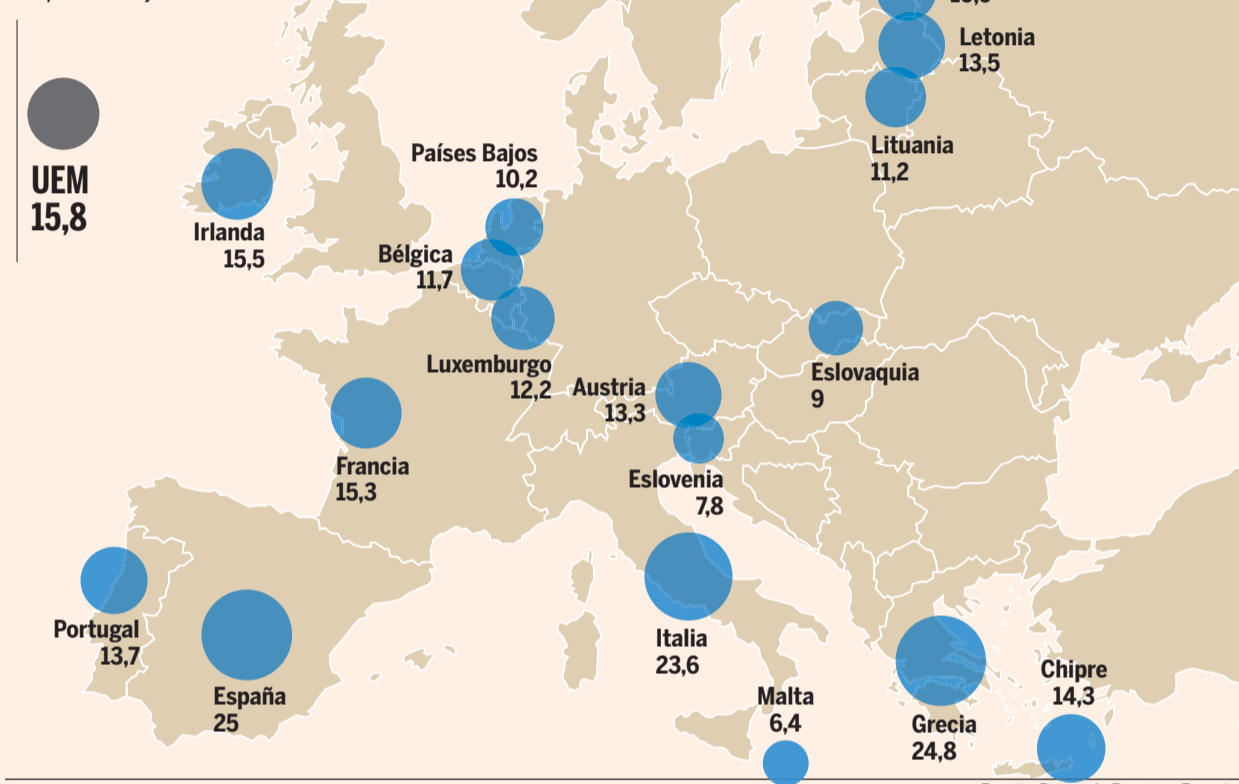 Letonia
13,5
Lituania
11,2
UEM
15,8
Países Bajos
10,2
Irlanda
15,5
Bélgica
11,7
Luxemburgo
12,2
Austria
13,3
Eslovaquia
9
Francia
15,3
Eslovenia
7,8
Portugal
13,7
España
25
Italia
23,6
Malta
6,4
Grecia
24,8
Chipre
14,3